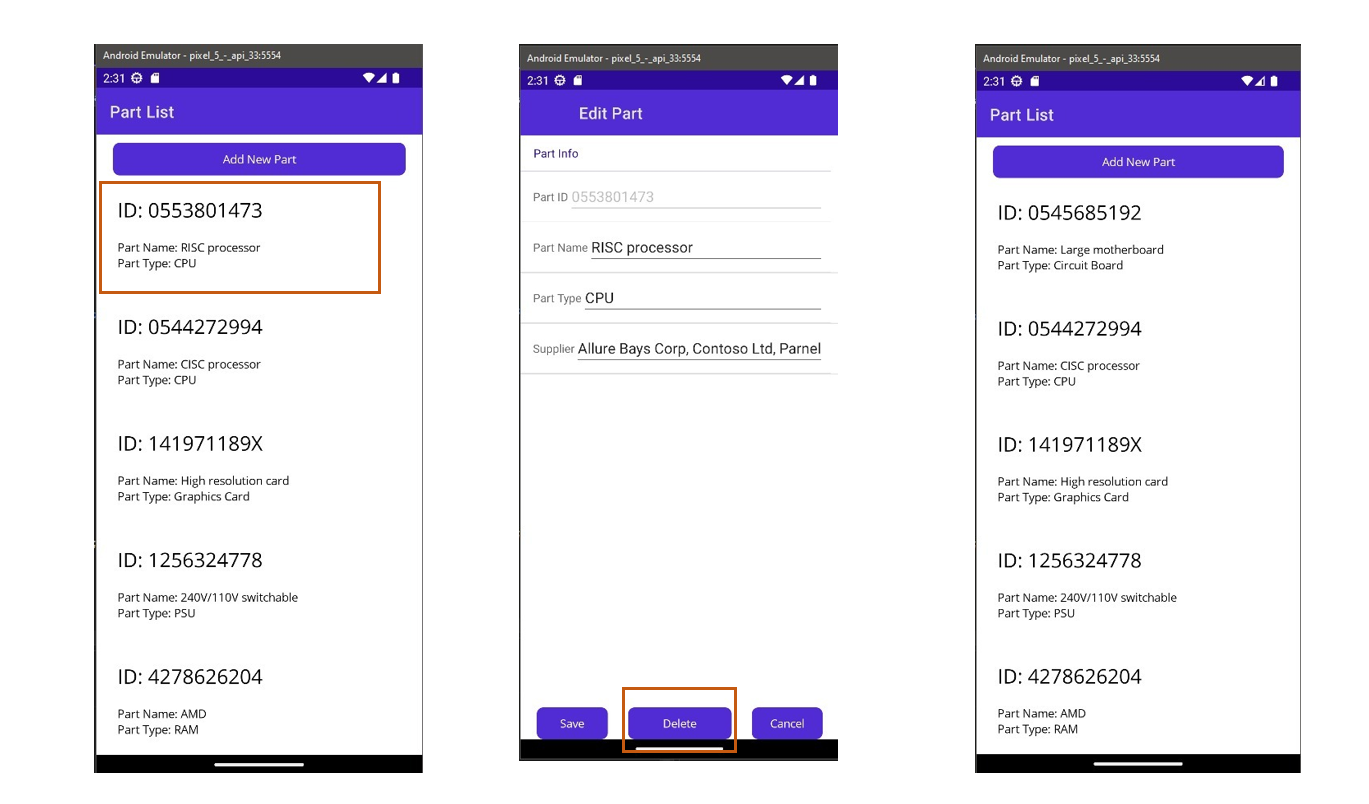 Android Emulator - pixel_5_-_api_33:5554
2:31
Part List
Add New Part
ID: 0553801473
Part Name: RISC processor
Part Type: CPU
ID: 0544272994
Part Name: CISC processor
Part Type: CPU
ID: 141971189X
Part Name: High resolution card
Part Type: Graphics Card
ID: 1256324778
Part Name: 240V/110V switchable
Part Type: PSU
ID: 4278626204
Part Name: AMD
Part Type: RAM
Android Emulator - pixel_5_-_api_33:5554
2:31
Edit Part
Part Info
Part ID 0553801473
Part Name RISC processor
Part Type CPU
Supplier Allure Bays Corp, Contoso Ltd, Parnel
Save Delete Cancel
Android Emulator - pixel_5_-_api_33:5554
2:31
Part List
Add New Part
ID: 0545685192
Part Name: Large motherboard
Part Type: Circuit Board
ID: 0544272994
Part Name: CISC processor
Part Type: CPU
ID: 141971189X
Part Name: High resolution card
Part Type: Graphics Card
ID: 1256324778
Part Name: 240V/110V switchable
Part Type: PSU
ID: 4278626204
Part Name: AMD
Part Type: RAM